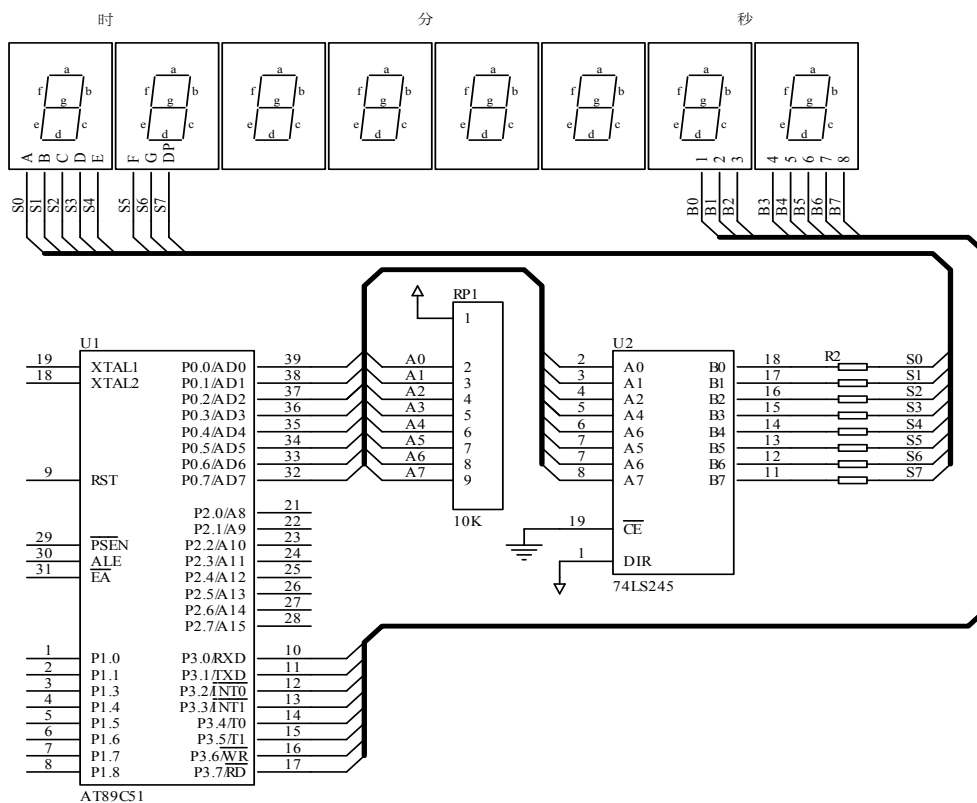 时 分 秒
a b c d e f g
a b c d e f g
a b c d e f g
a b c d e f g
a b c d e f g
a b c d e f g
a b c d e f g
a b c d e f g
A B C D E F G DP 1 2 3 4 5 6 7 8
S0 S1 S2 S3 S4 S5 S6 S7 B0 B1 B2 B3 B4 B5 B6 B7
U1
19 XTAL1
18 XTAL2
9 RST
29 PSEN
30 ALE
31 EA
1 P1.0
2 P1.1
3 P1.3
4 P1.4
5 P1.5
6 P1.6
7 P1.7
8 P1.8
P0.0/AD0 39
P0.1/AD1 38
P0.2/AD2 37
P0.3/AD3 36
P0.4/AD4 35
P0.5/AD5 34
P0.6/AD6 33
P0.7/AD7 32
P2.0/A8 21
P2.1/A9 22
P2.2/A10 23
P2.3/A11 24
P2.4/A12 25
P2.5/A13 26
P2.6/A14 27
P2.7/A15 28
P3.0/RXD 10
P3.1/TXD 11
P3.2/INT0 12
P3.3/INT1 13
P3.4/T0 14
P3.5/T1 15
P3.6/WR 16
P3.7/RD 17
AT89C51
RP1
1
A0 2
A1 3
A2 4
A3 5
A4 6
A5 7
A6 8
A7 9
10K
U2
2 A0 B0 18 R2 S0
3 A1 B1 17 S1
4 A2 B2 16 S2
5 A4 B3 15 S3
6 A6 B4 14 S4
7 A5 B5 13 S5
7 A6 B6 12 S6
8 A7 B7 11 S7
19 CE
1 DIR
74LS245